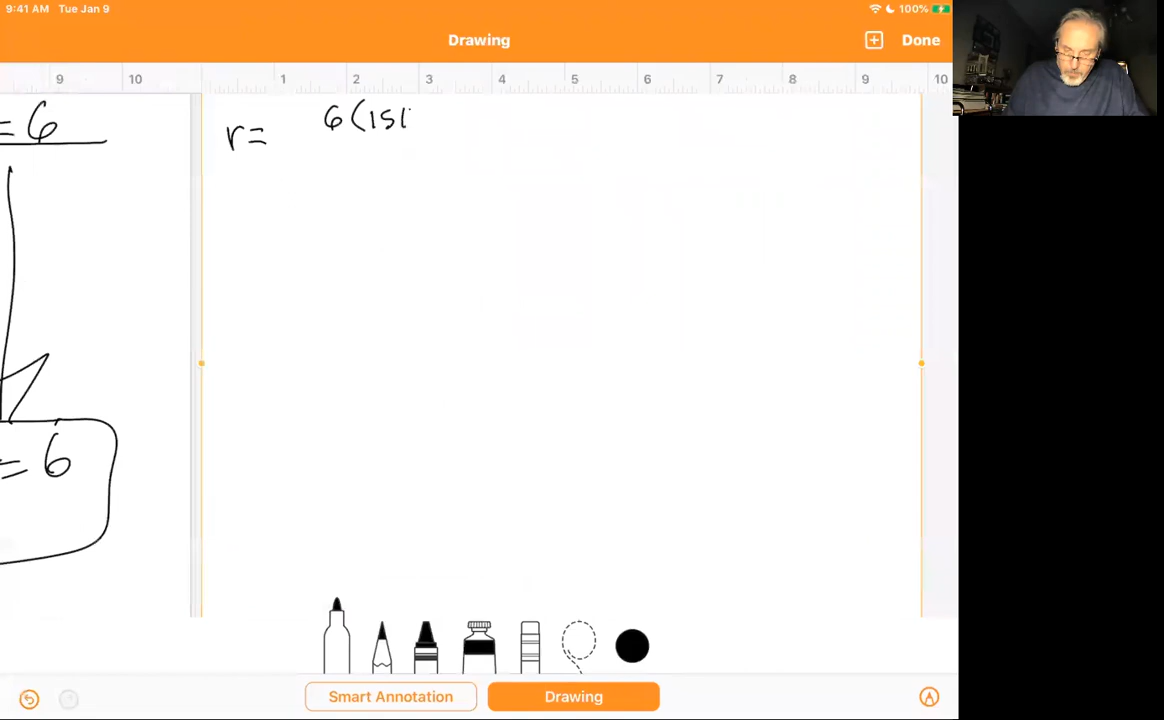 9:41 AM Tue Jan 9 100%
Drawing Done
9 10 1 2 3 4 5 6 7 8 9 10
= 6
r= 6(151
= 6
Smart Annotation Drawing